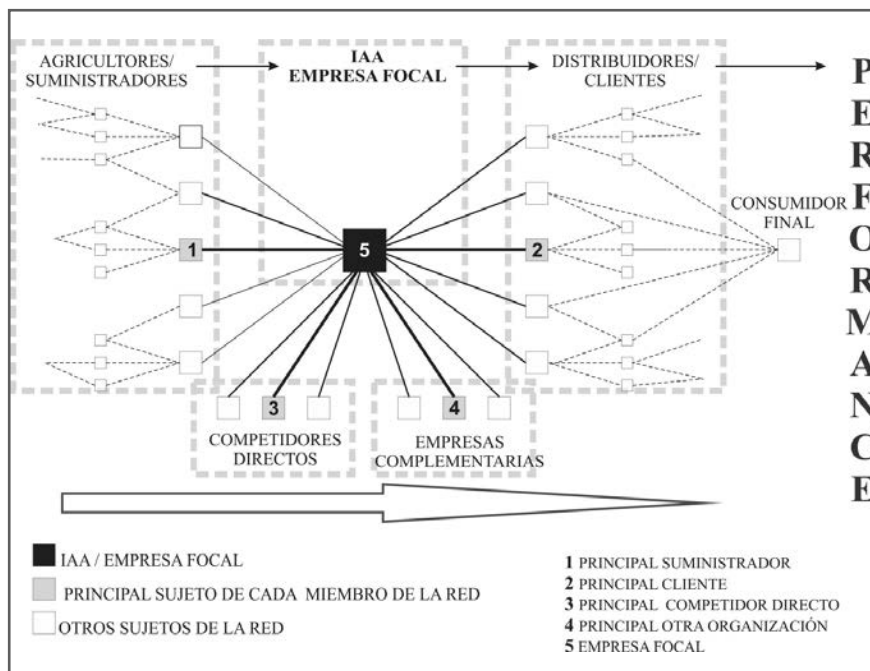 AGRICULTORES/
SUMINISTRADORES
IAA
EMPRESA FOCAL
DISTRIBUIDORES/
CLIENTES
PERFORMANCE
CONSUMIDOR
FINAL
1
5
2
3
4
COMPETIDORES
DIRECTOS
EMPRESAS
COMPLEMENTARIAS
IAA / EMPRESA FOCAL
PRINCIPAL SUJETO DE CADA MIEMBRO DE LA RED
OTROS SUJETOS DE LA RED
1 PRINCIPAL SUMINISTRADOR
2 PRINCIPAL CLIENTE
3 PRINCIPAL COMPETIDOR DIRECTO
4 PRINCIPAL OTRA ORGANIZACIÓN
5 EMPRESA FOCAL